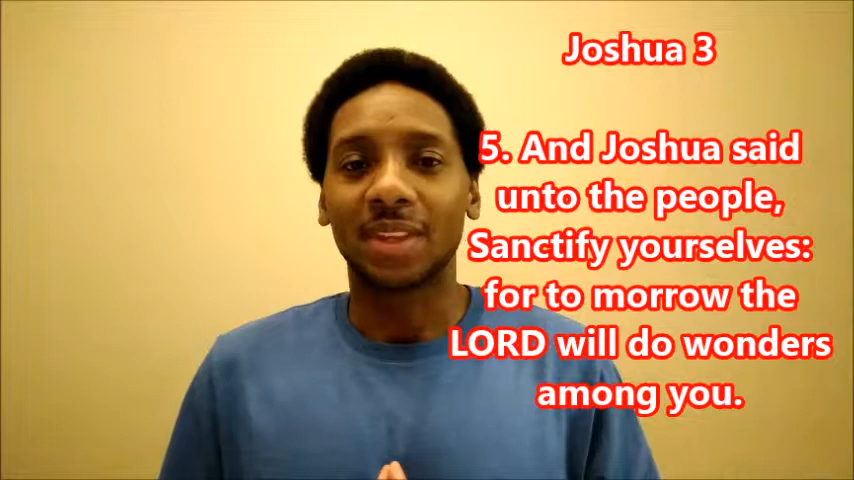 Joshua 3
5. And Joshua said
unto the people,
Sanctify yourselves:
for to morrow the
LORD will do wonders
among you.